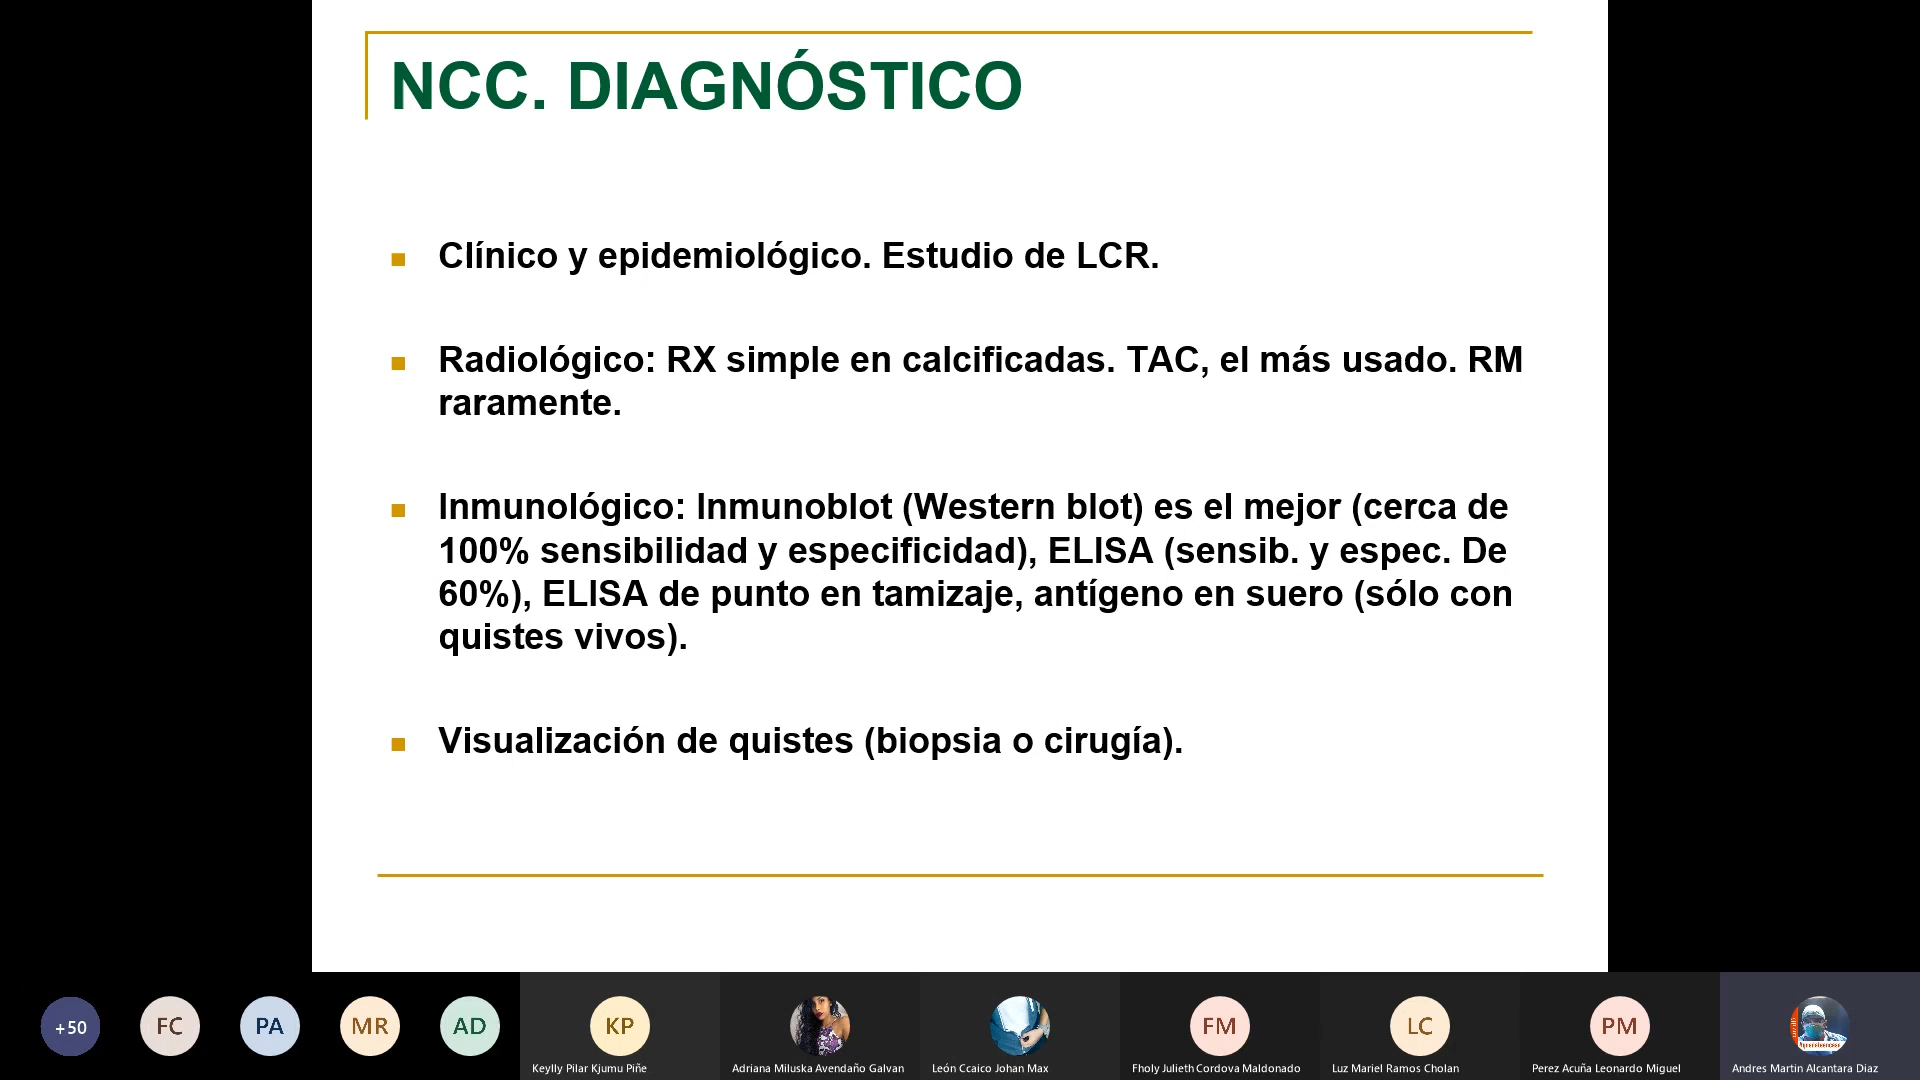 NCC. DIAGNÓSTICO
Clínico y epidemiológico. Estudio de LCR.
Radiológico: RX simple en calcificadas. TAC, el más usado. RM
raramente.
Inmunológico: Inmunoblot (Western blot) es el mejor (cerca de
100% sensibilidad y especificidad), ELISA (sensib. y espec. De
60%), ELISA de punto en tamizaje, antígeno en suero (sólo con
quistes vivos).
Visualización de quistes (biopsia o cirugía).
+50
FC
PA
MR
AD
KP
FM
LC
PM
Keylly Pilar Kjumu Piñe
Adriana Miluska Avendaño Galvan
León Ccaico Johan Max
Fholy Julieth Cordova Maldonado
Luz Mariel Ramos Cholan
Perez Acuña Leonardo Miguel
Andres Martin Alcantara Diaz